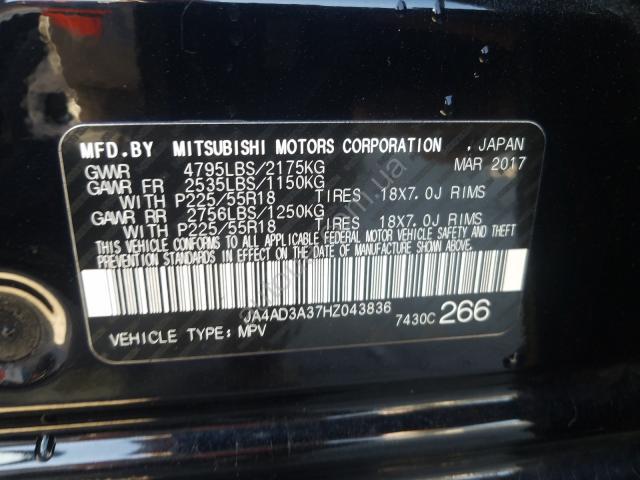 MFD.BY MITSUBISHI MOTORS CORPORATION , JAPAN
GVWR 4795LBS/2175KG MAR 2017
GAWR FR 2535LBS/1150KG
WITH P225/55R18 TIRES 18X7.0J RIMS
GAWR RR 2756LBS/1250KG
WITH P225/55R18 TIRES 18X7.0J RIMS
THIS VEHICLE CONFORMS TO ALL APPLICABLE FEDERAL MOTOR VEHICLE SAFETY AND THEFT
PREVENTION STANDARDS IN EFFECT ON THE DATE OF MANUFACTURE SHOWN ABOVE.
JA4AD3A37HZ043836
VEHICLE TYPE: MPV 7430C 266